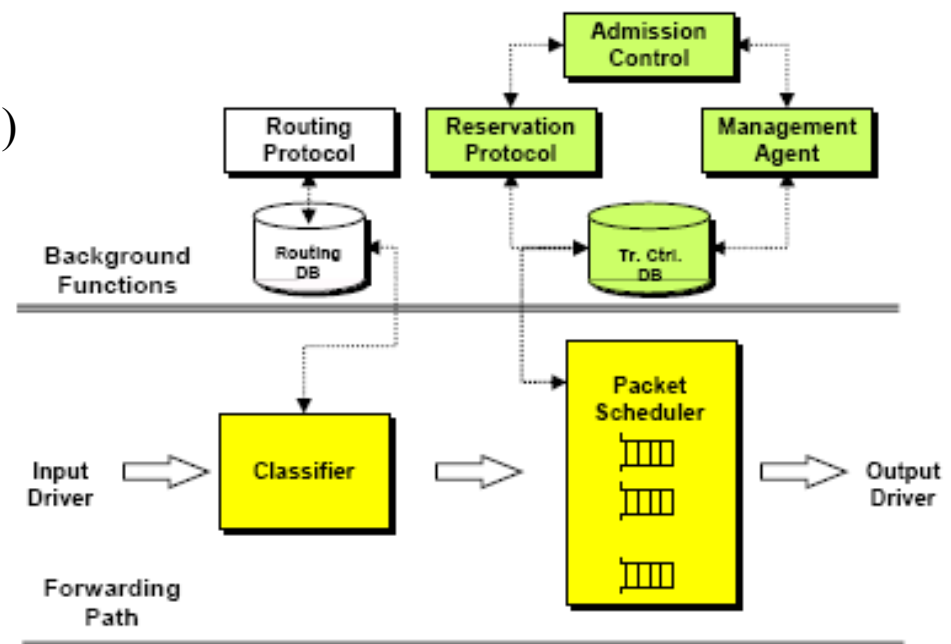 Admission
Control
)
Routing
Protocol
Reservation
Protocol
Management
Agent
Background
Functions
Routing
DB
Tr. Ctrl.
DB
Packet
Scheduler
Input
Driver
Classifier
Output
Driver
Forwarding
Path